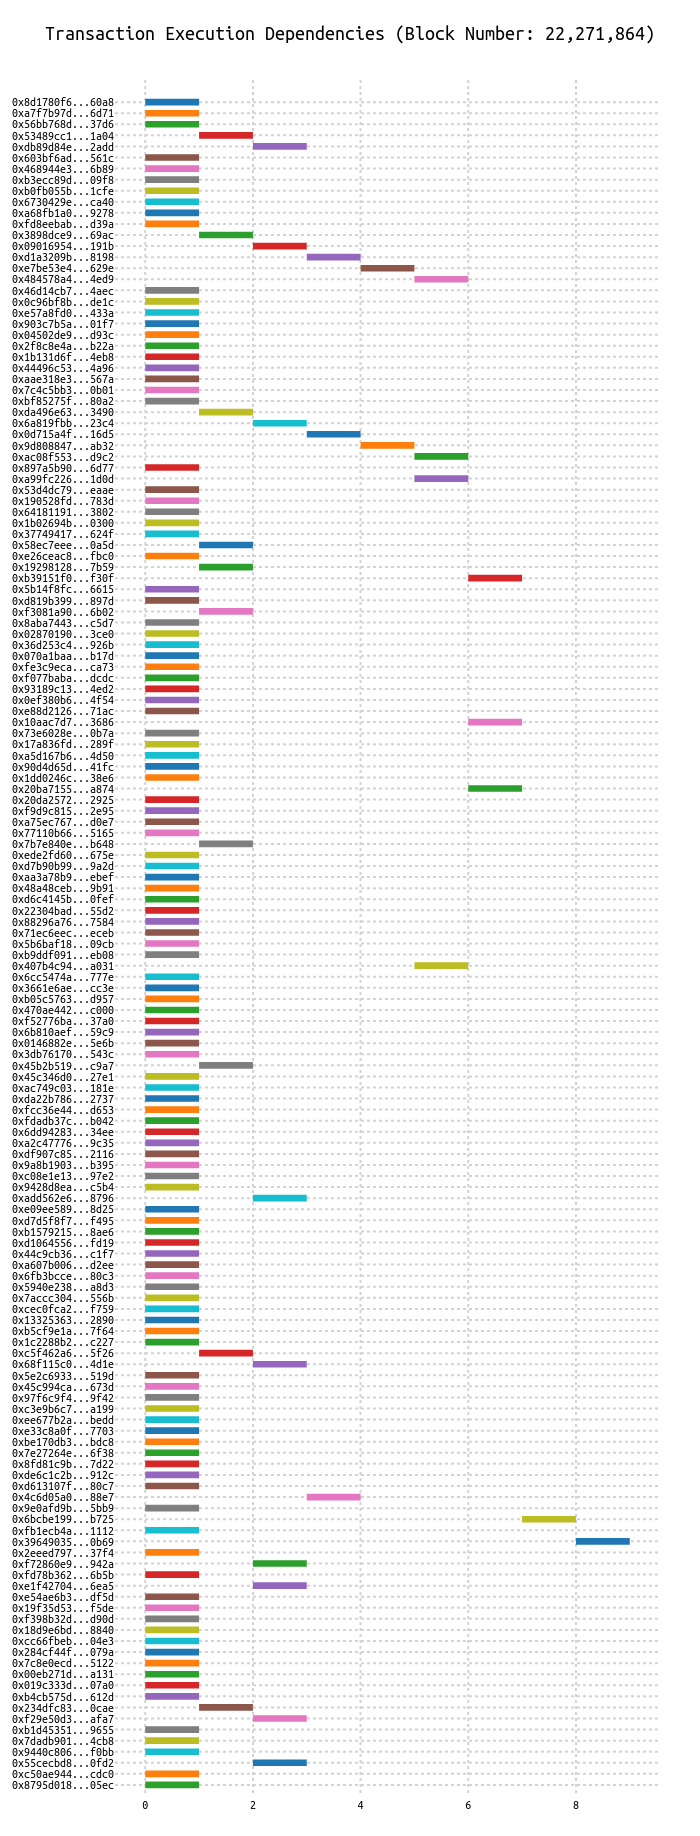 Transaction Execution Dependencies (Block Number: 22,271,864)
0x8d1780f6...60a8
0xa7f7b97d...6d71
0x56bb768d...37d6
0x53489cc1...1a04
0xdb89d84e...2add
0x603bf6ad...561c
0x468944e3...6b89
0xb3ecc89d...09f8
0xb0fb055b...1cfe
0x6730429e...ca40
0xa68fb1a0...9278
0xfd8eebab...d39a
0x3898dce9...69ac
0x09016954...191b
0xd1a3209b...8198
0xe7be53e4...629e
0x484578a4...4ed9
0x46d14cb7...4aec
0x0c96bf8b...de1c
0xe57a8fd0...433a
0x903c7b5a...01f7
0x04502de9...d93c
0x2f8c8e4a...b22a
0x1b131d6f...4eb8
0x44496c53...4a96
0xaae318e3...567a
0x7c4c5bb3...0b01
0xbf85275f...80a2
0xda496e63...3490
0x6a819fbb...23c4
0x0d715a4f...16d5
0x9d808847...ab32
0xac08f553...d9c2
0x897a5b90...6d77
0xa99fc226...1d0d
0x53d4dc79...eaae
0x190528fd...783d
0x64181191...3802
0x1b02694b...0300
0x37749417...624f
0x58ec7eee...0a5d
0xe26ceac8...fbc0
0x19298128...7b59
0xb39151f0...f30f
0x5b14f8fc...6615
0xd819b399...897d
0xf3081a90...6b02
0x8aba7443...c5d7
0x02870190...3ce0
0x36d253c4...926b
0x070a1baa...b17d
0xfe3c9eca...ca73
0xf077baba...dcdc
0x93189c13...4ed2
0x0ef380b6...4f54
0xe88d2126...71ac
0x10aac7d7...3686
0x73e6028e...0b7a
0x17a836fd...289f
0xa5d167b6...4d50
0x90d4d65d...41fc
0x1dd0246c...38e6
0x20ba7155...a874
0x20da2572...2925
0xf9d9c815...2e95
0xa75ec767...d0e7
0x77110b66...5165
0x7b7e840e...b648
0xede2fd60...675e
0xd7b90b99...9a2d
0xaa3a78b9...ebef
0x48a48ceb...9b91
0xd6c4145b...0fef
0x22304bad...55d2
0x88296a76...7584
0x71ec6eec...eceb
0x5b6baf18...09cb
0xb9ddf091...eb08
0x407b4c94...a031
0x6cc5474a...777e
0x3661e6ae...cc3e
0xb05c5763...d957
0x470ae442...c000
0xf52776ba...37a0
0x6b810aef...59c9
0x0146882e...5e6b
0x3db76170...543c
0x45b2b519...c9a7
0x45c346d0...27e1
0xac749c03...181e
0xda22b786...2737
0xfcc36e44...d653
0xfdadb37c...b042
0x6dd94283...34ee
0xa2c47776...9c35
0xdf907c85...2116
0x9a8b1903...b395
0xc08e1e13...97e2
0x9428d8ea...c5b4
0xadd562e6...8796
0xe09ee589...8d25
0xd7d5f8f7...f495
0xb1579215...8ae6
0xd1064556...fd19
0x44c9cb36...c1f7
0xa607b006...d2ee
0x6fb3bcce...80c3
0x5940e238...a8d3
0x7accc304...556b
0xcec0fca2...f759
0x13325363...2890
0xb5cf9e1a...7f64
0x1c2288b2...c227
0xc5f462a6...5f26
0x68f115c0...4d1e
0x5e2c6933...519d
0x45c994ca...673d
0x97f6c9f4...9f42
0xc3e9b6c7...a199
0xee677b2a...bedd
0xe33c8a0f...7703
0xbe170db3...bdc8
0x7e27264e...6f38
0x8fd81c9b...7d22
0xde6c1c2b...912c
0xd613107f...80c7
0x4c6d05a0...88e7
0x9e0afd9b...5bb9
0x6bcbe199...b725
0xfb1ecb4a...1112
0x39649035...0b69
0x2eeed797...37f4
0xf72860e9...942a
0xfd78b362...6b5b
0xe1f42704...6ea5
0xe54ae6b3...df5d
0x19f35d53...f5de
0xf398b32d...d90d
0x18d9e6bd...8840
0xcc66fbeb...04e3
0x284cf44f...079a
0x7c8e0ecd...5122
0x00eb271d...a131
0x019c333d...07a0
0xb4cb575d...612d
0x234dfc83...0cae
0xf29e50d3...afa7
0xb1d45351...9655
0x7dadb901...4cb8
0x9440c806...f0bb
0x55cecbd8...0fd2
0xc50ae944...cdc0
0x8795d018...05ec
0 2 4 6 8